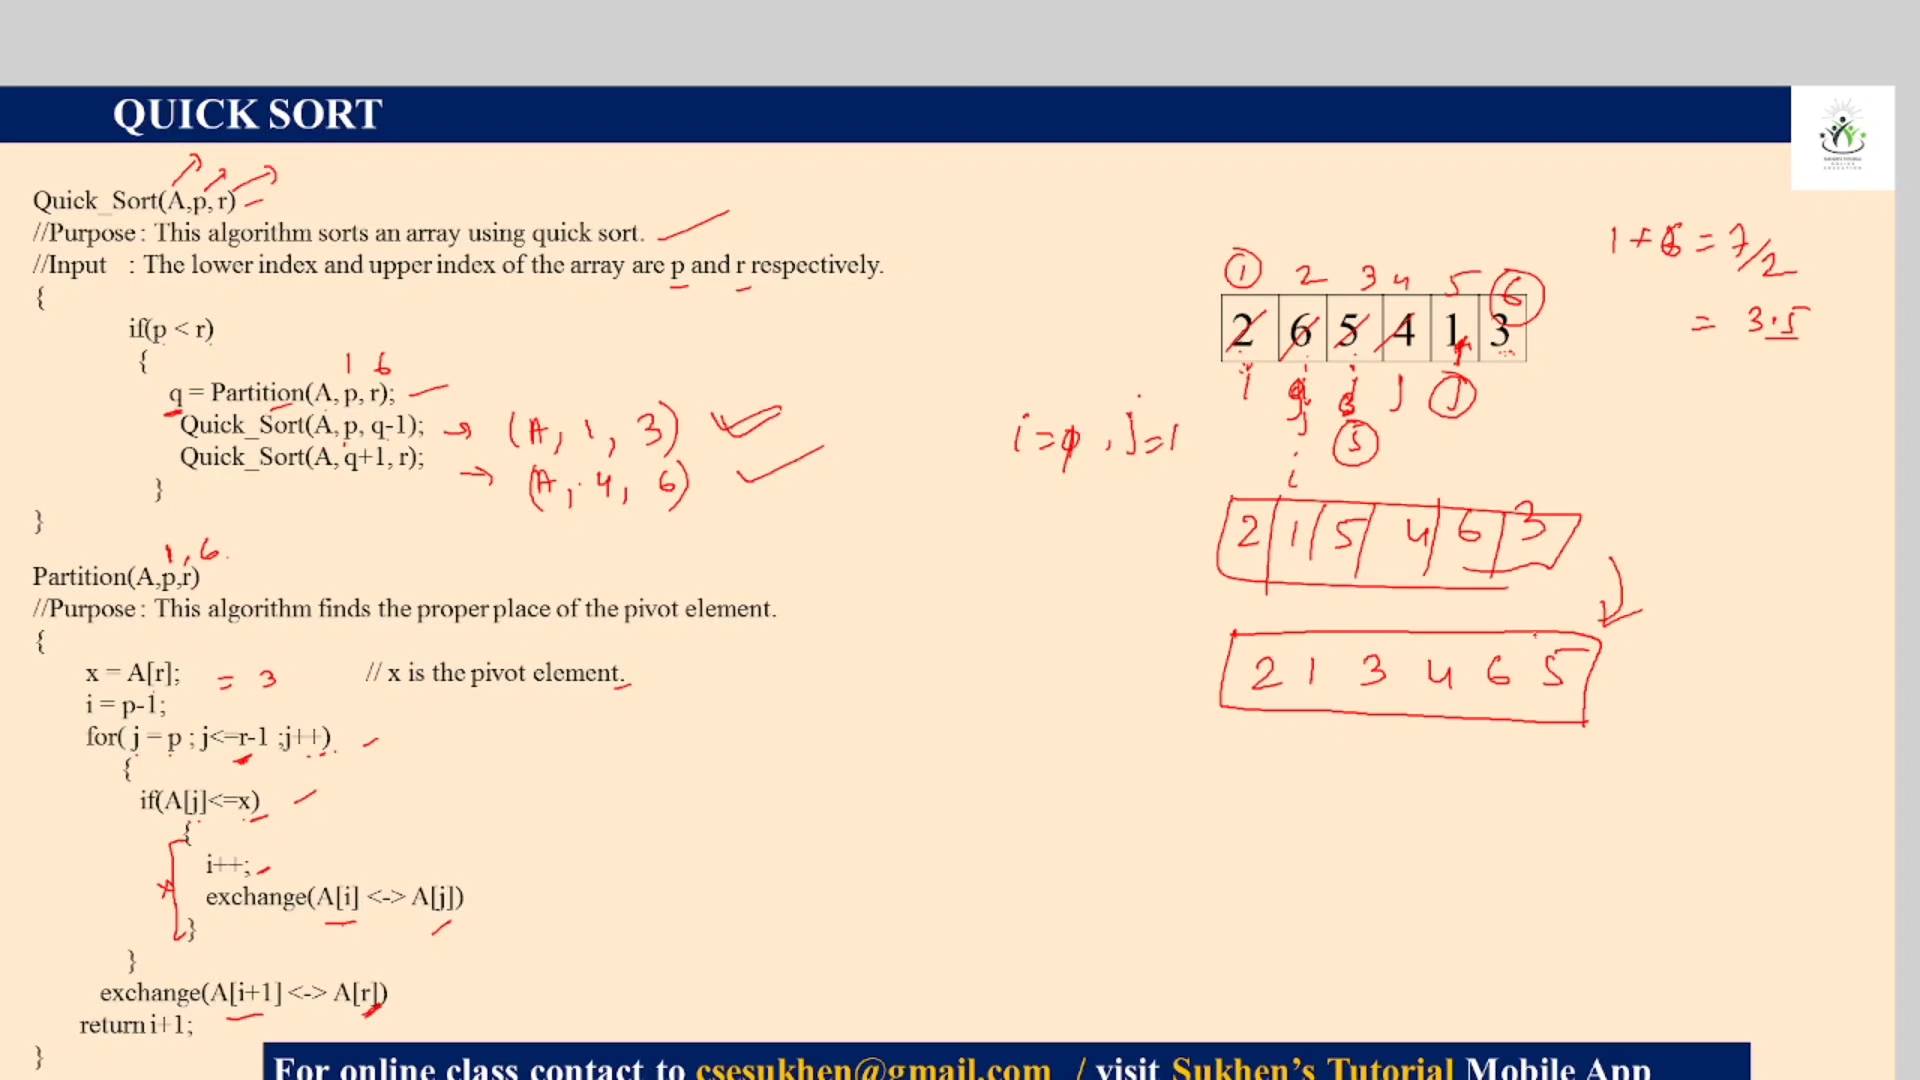 QUICK SORT
Quick_Sort(A,p, r)
//Purpose : This algorithm sorts an array using quick sort.
//Input : The lower index and upper index of the array are p and r respectively.
{
if(p < r)
{
1 6
q = Partition(A, p, r);
Quick_Sort(A, p, q-1); → (A, 1, 3)
Quick_Sort(A, q+1, r); → (A, 4, 6)
}
}
1, 6
Partition(A,p,r)
//Purpose : This algorithm finds the proper place of the pivot element.
{
x = A[r]; = 3 // x is the pivot element.
i = p-1;
for( j = p ; j<=r-1 ;j++)
{
if(A[j]<=x)
{
i++;
exchange(A[i] <-> A[j])
}
}
exchange(A[i+1] <-> A[r])
return i+1;
}
1 + 6 = 7/2
= 3.5
1 2 3 4 5 6
2 6 5 4 1 3
i j j
j 5
i
, j=1
2 1 5 4 6 3
2 1 3 4 6 5
For online class contact to csesukhen@gmail.com / visit Sukhen's Tutorial Mobile App